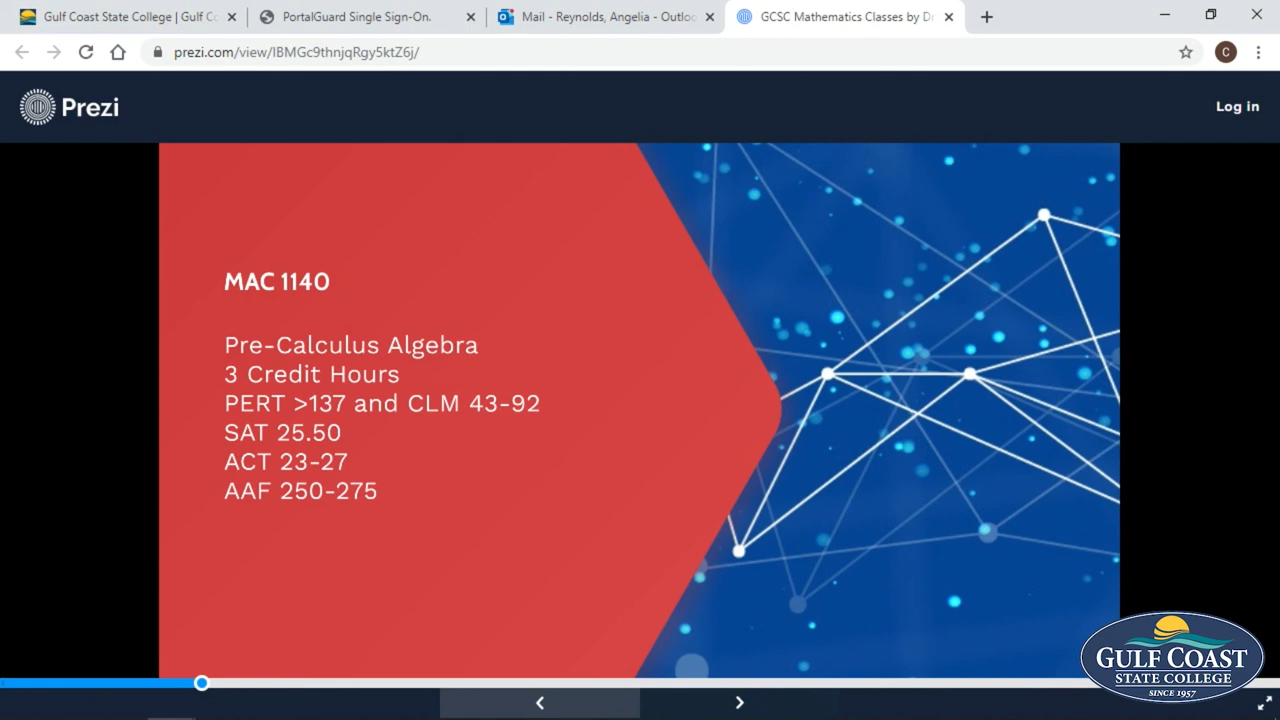 Gulf Coast State College | Gulf C
PortalGuard Single Sign-On.
Mail - Reynolds, Angelia - Outloo
GCSC Mathematics Classes by D
prezi.com/view/IBMGc9thnjqRgy5ktZ6j/
C
Prezi
Log in
MAC 1140
Pre-Calculus Algebra
3 Credit Hours
PERT >137 and CLM 43-92
SAT 25.50
ACT 23-27
AAF 250-275
GULF COAST
STATE COLLEGE
SINCE 1957